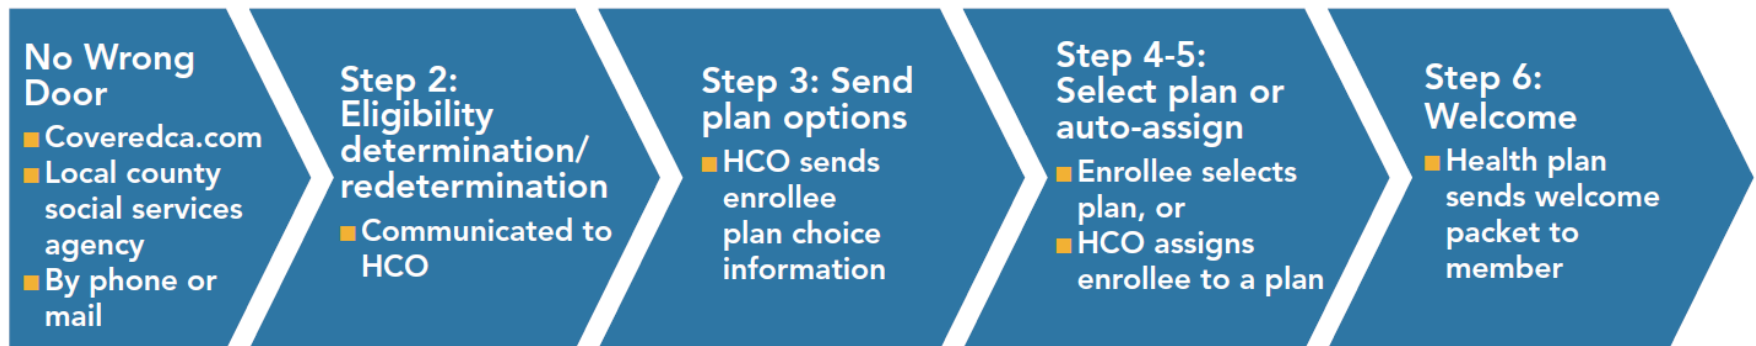 No Wrong
Door
Coveredca.com
Local county
social services
agency
By phone or
mail
Step 2:
Eligibility
determination/
redetermination
Communicated to
HCO
Step 3: Send
plan options
HCO sends
enrollee
plan choice
information
Step 4-5:
Select plan or
auto-assign
Enrollee selects
plan, or
HCO assigns
enrollee to a plan
Step 6:
Welcome
Health plan
sends welcome
packet to
member